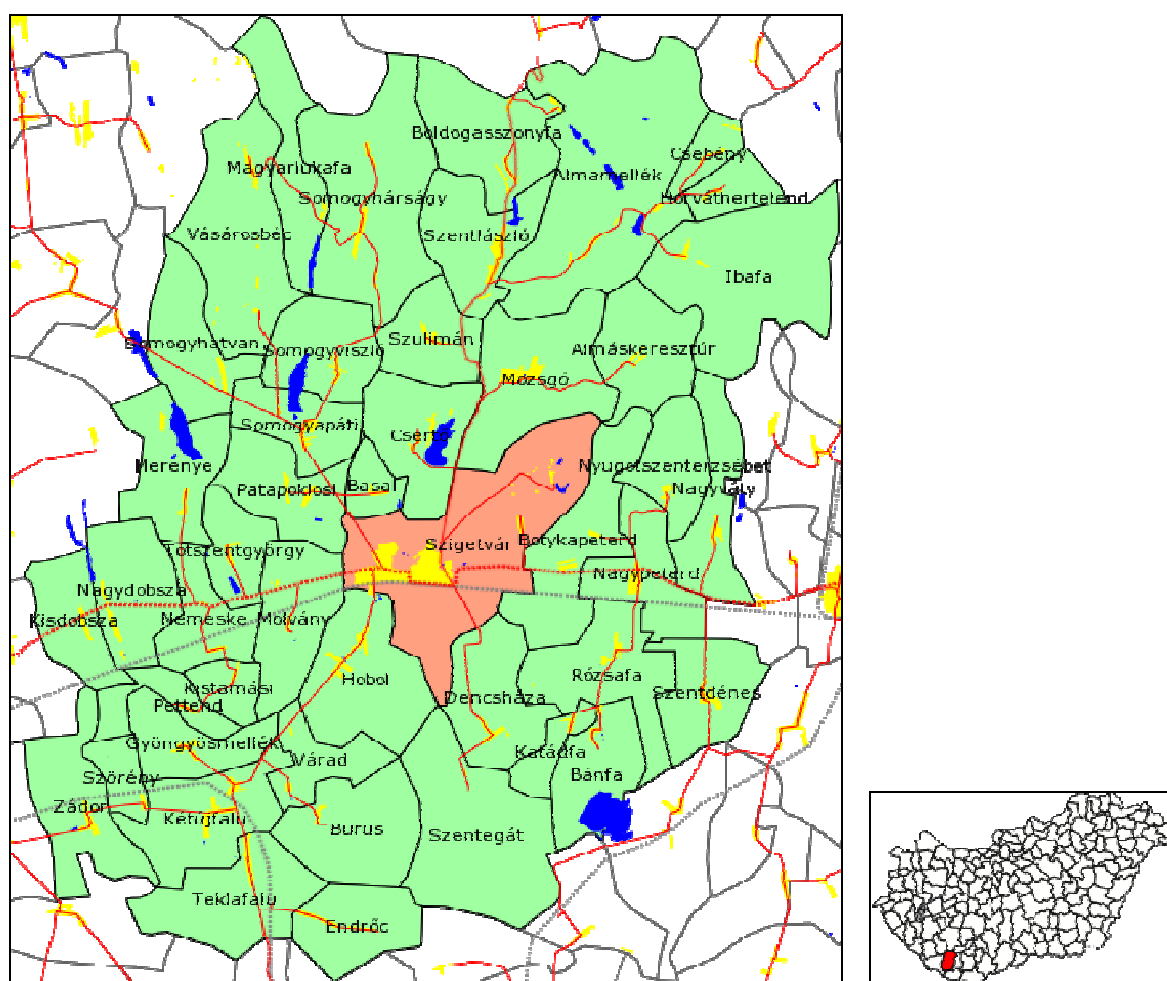 Boldogasszonyfa
Csebény
Magyarlukafa
Almamellék
Somogyhárságy
Horváthertelend
Vásárosbéc
Szentlászló
Ibafa
Somogyhatvan
Somogyviszló
Szulimán
Almáskeresztúr
Mozsgó
Somogyapáti
Csertő
Merenye
Nyugotszenterzsébet
Patapoklosi
Basal
Nagyváty
Tótszentgyörgy
Szigetvár
Botykapeterd
Nagypeterd
Nagydobsza
Kisdobsza
Nemeske
Molvány
Kistamási
Hobol
Rózsafa
Pettend
Dencsháza
Szentdénes
Gyöngyösmellék
Várad
Katádfa
Szörény
Bánfa
Zádor
Kétújfalu
Bürüs
Szentegát
Teklafalu
Endrőc